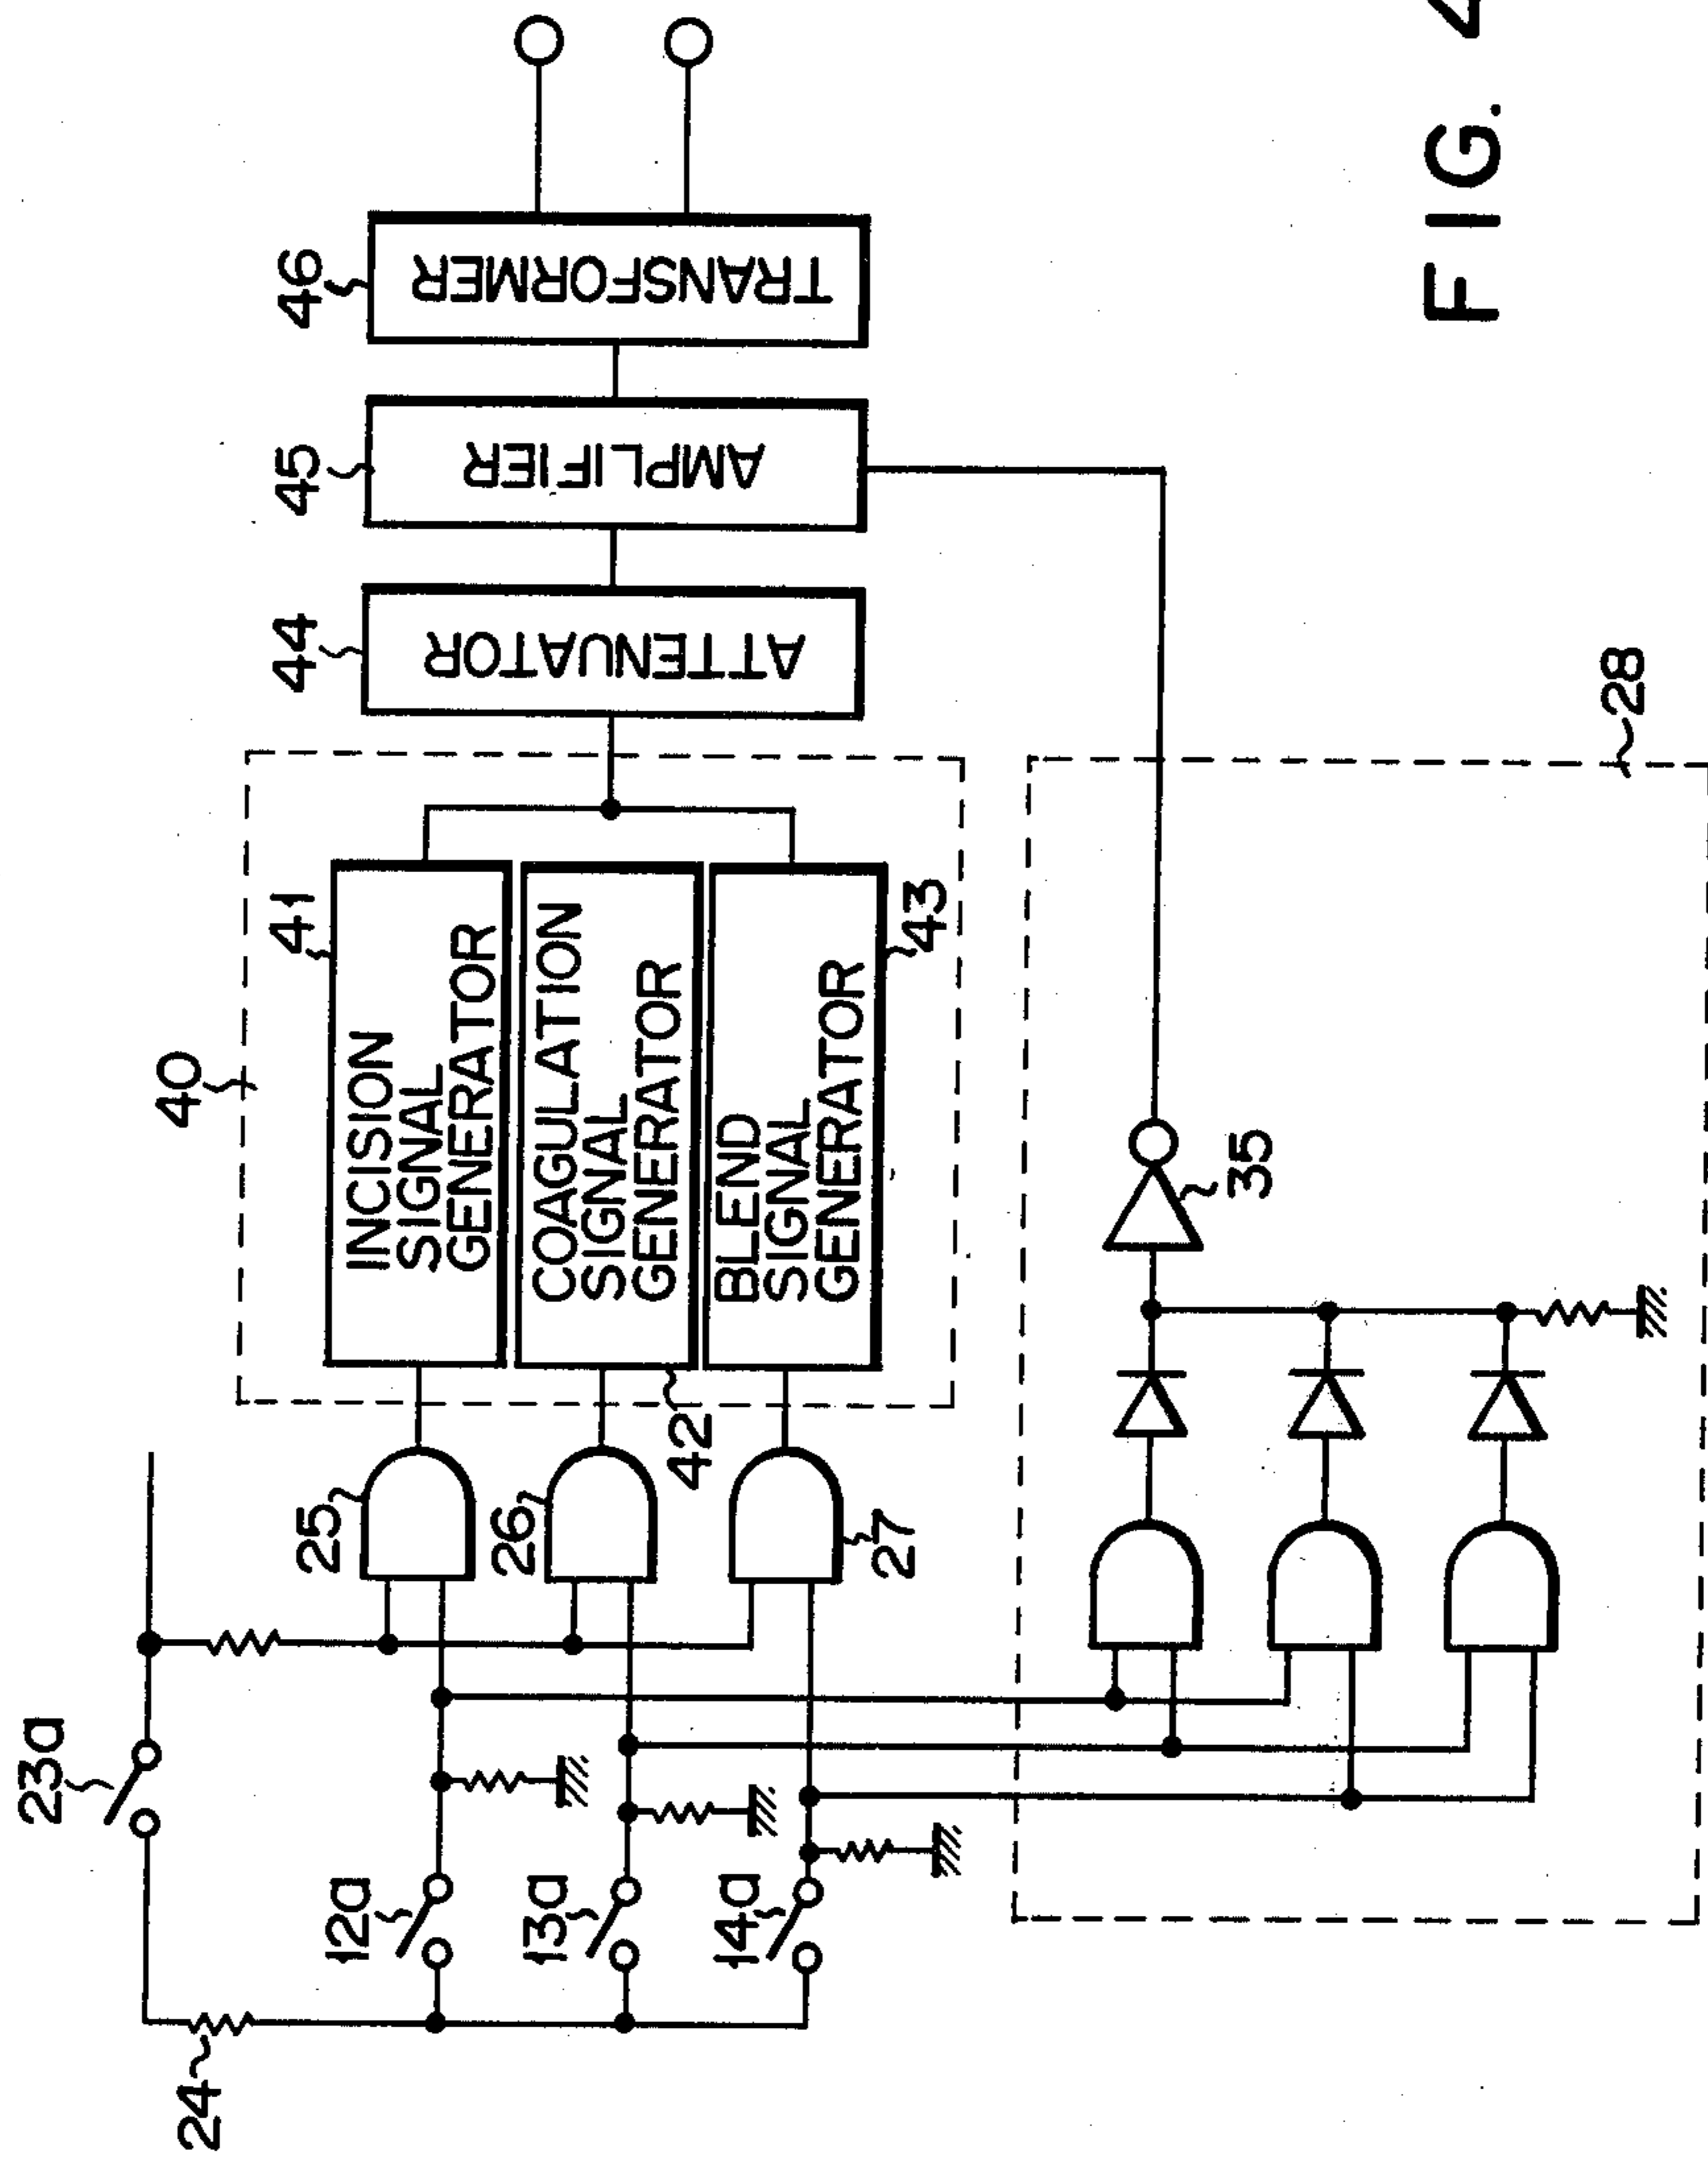 23a
24
12a
13a
14a
25
26
27
40
41
INCISION
SIGNAL
GENERATOR
COAGULATION
SIGNAL
GENERATOR
42
BLEND
SIGNAL
GENERATOR
43
44
ATTENUATOR
45
AMPLIFIER
46
TRANSFORMER
35
28
FIG. 4